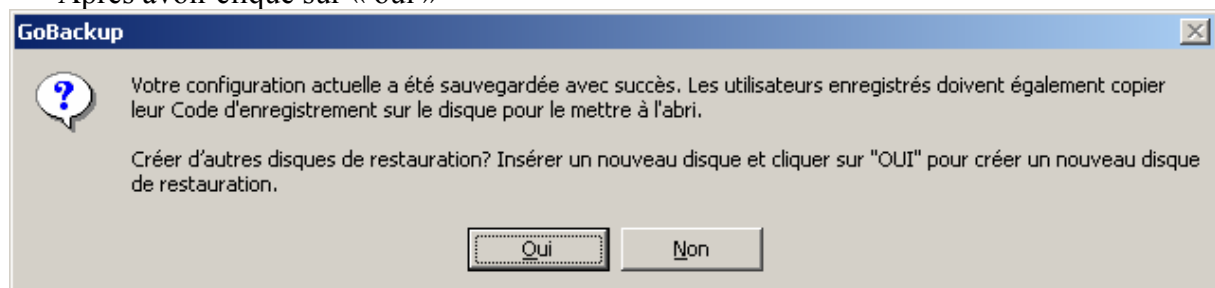 Après avoir cliqué sur « oui »
GoBackup
Votre configuration actuelle a été sauvegardée avec succès. Les utilisateurs enregistrés doivent également copier
leur Code d'enregistrement sur le disque pour le mettre à l'abri.
Créer d'autres disques de restauration? Insérer un nouveau disque et cliquer sur "OUI" pour créer un nouveau disque
de restauration.
Oui
Non